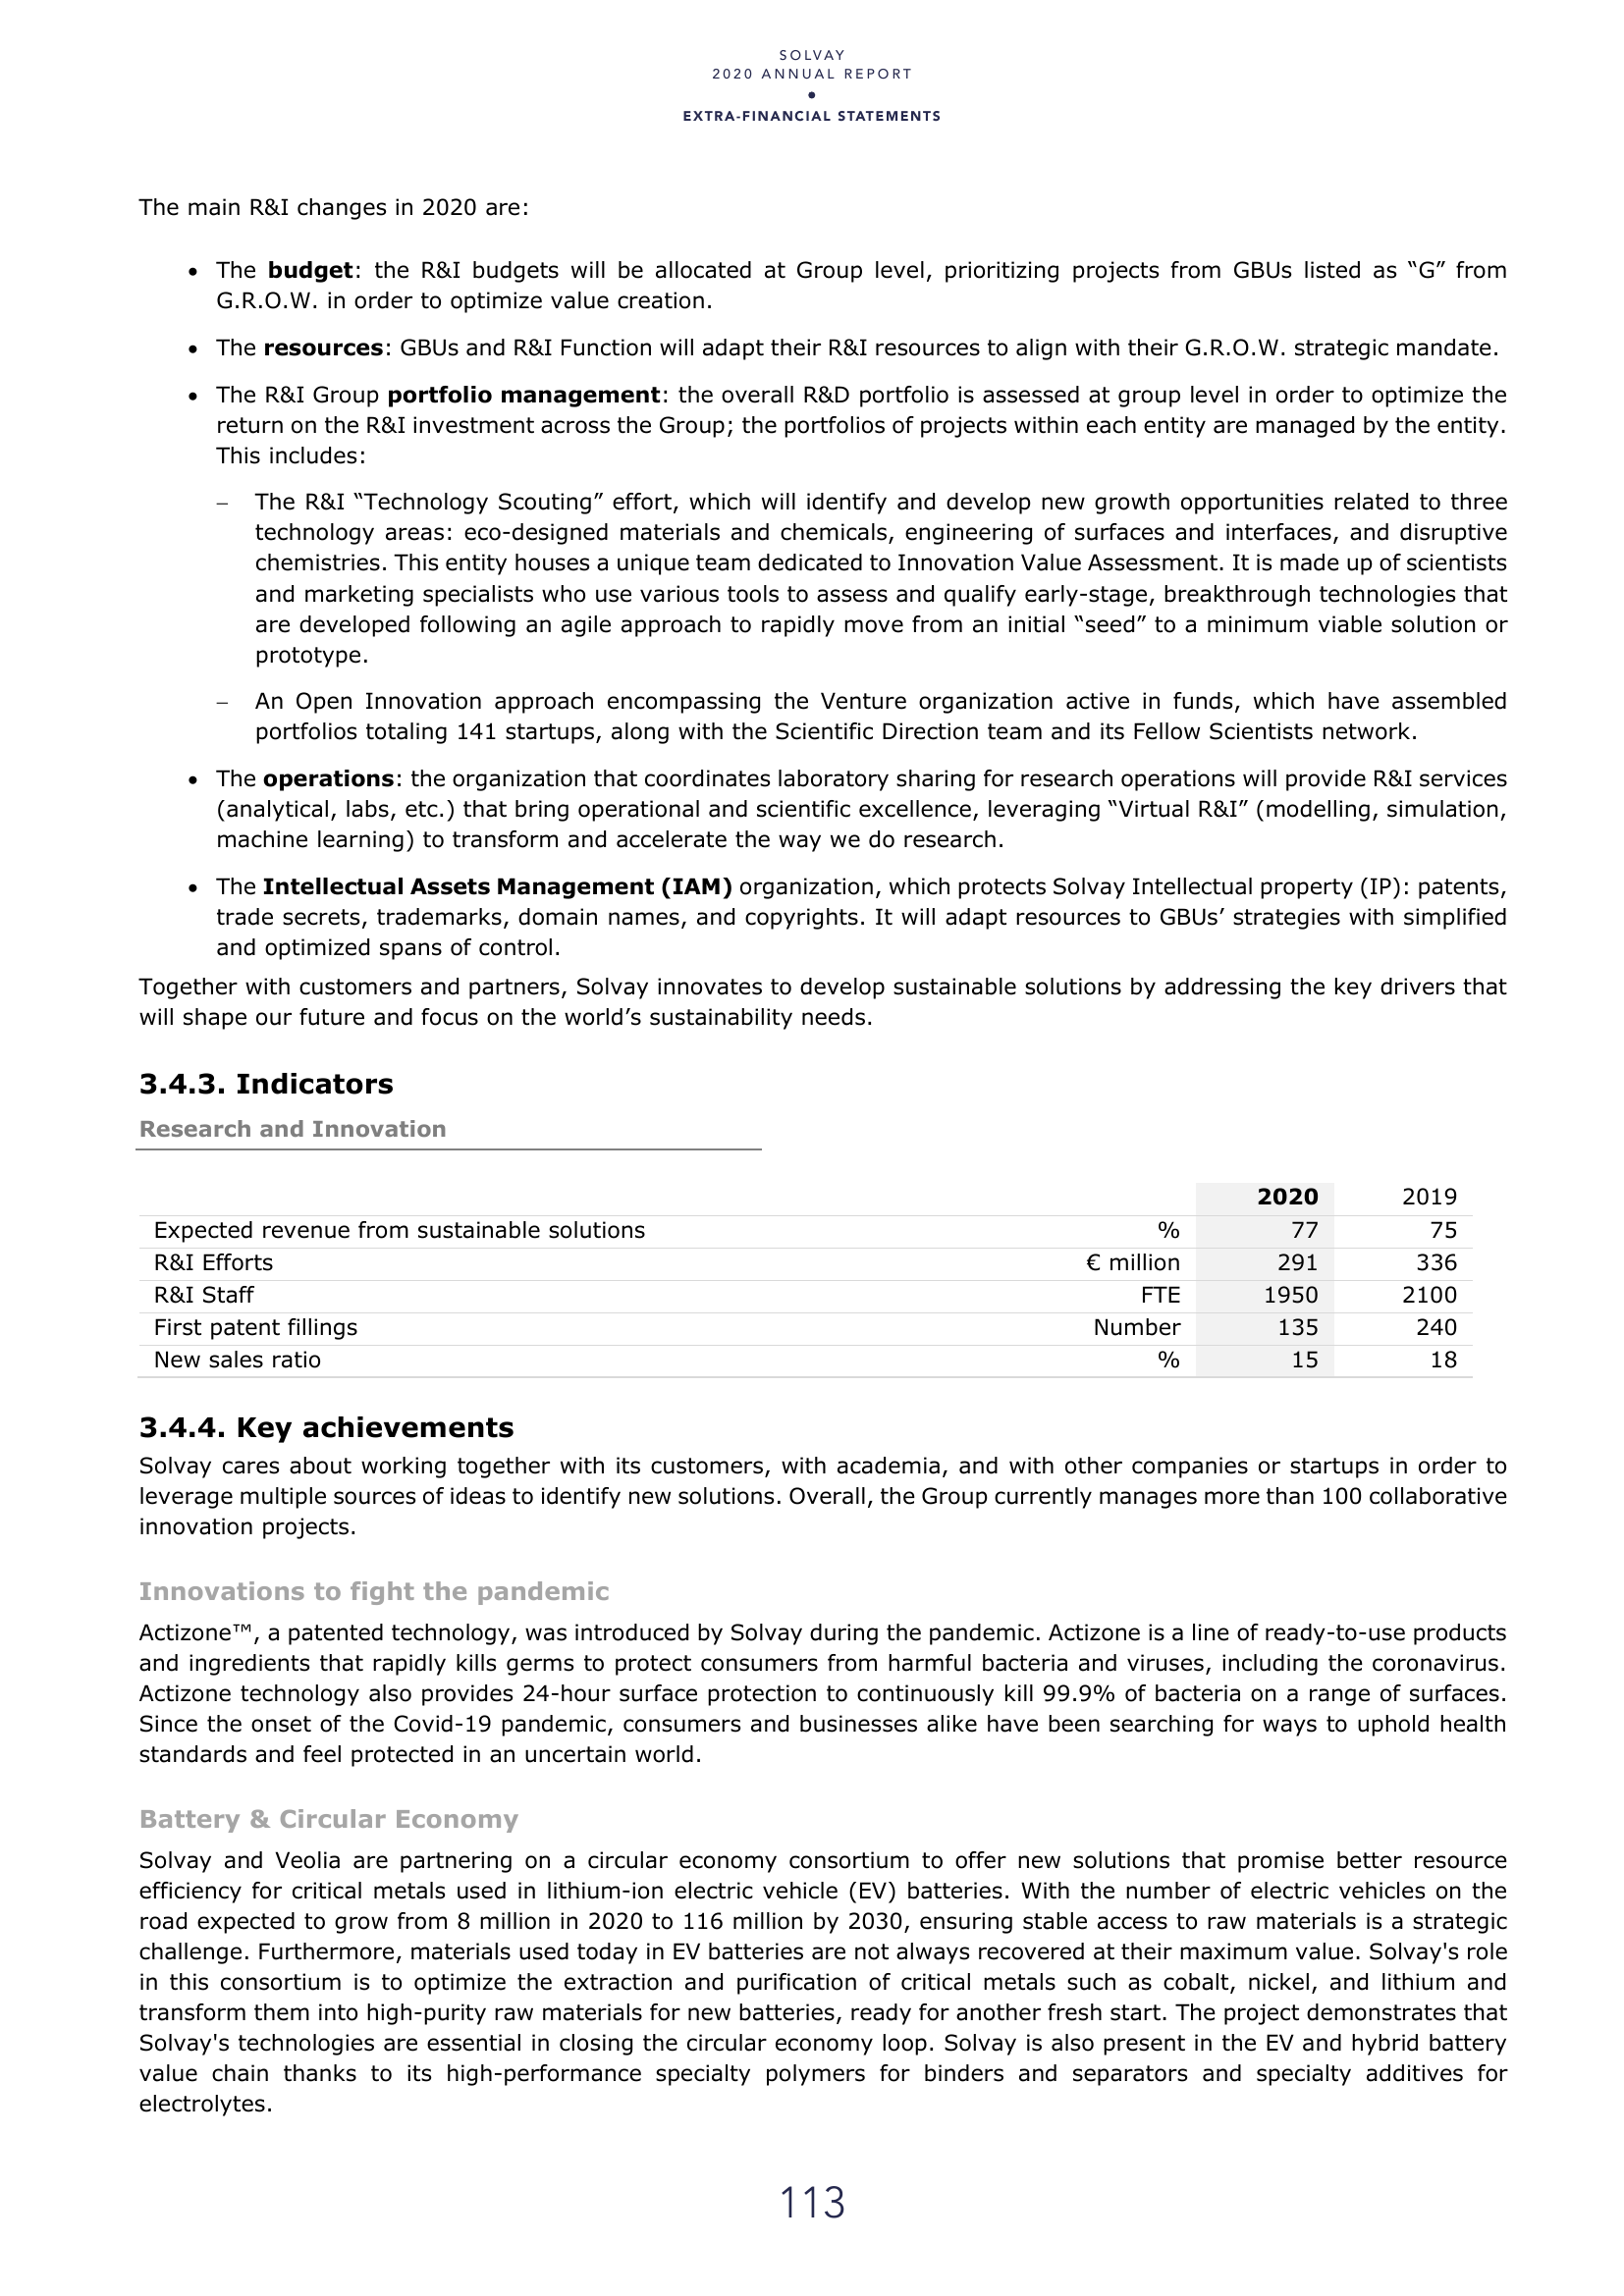 SOLVAY
2020 ANNUAL REPORT
•
EXTRA-FINANCIAL STATEMENTS
The main R&I changes in 2020 are:
• The budget: the R&I budgets will be allocated at Group level, prioritizing projects from GBUs listed as “G” from
G.R.O.W. in order to optimize value creation.
• The resources: GBUs and R&I Function will adapt their R&I resources to align with their G.R.O.W. strategic mandate.
• The R&I Group portfolio management: the overall R&D portfolio is assessed at group level in order to optimize the
return on the R&I investment across the Group; the portfolios of projects within each entity are managed by the entity.
This includes:
– The R&I “Technology Scouting” effort, which will identify and develop new growth opportunities related to three
technology areas: eco-designed materials and chemicals, engineering of surfaces and interfaces, and disruptive
chemistries. This entity houses a unique team dedicated to Innovation Value Assessment. It is made up of scientists
and marketing specialists who use various tools to assess and qualify early-stage, breakthrough technologies that
are developed following an agile approach to rapidly move from an initial “seed” to a minimum viable solution or
prototype.
– An Open Innovation approach encompassing the Venture organization active in funds, which have assembled
portfolios totaling 141 startups, along with the Scientific Direction team and its Fellow Scientists network.
• The operations: the organization that coordinates laboratory sharing for research operations will provide R&I services
(analytical, labs, etc.) that bring operational and scientific excellence, leveraging “Virtual R&I” (modelling, simulation,
machine learning) to transform and accelerate the way we do research.
• The Intellectual Assets Management (IAM) organization, which protects Solvay Intellectual property (IP): patents,
trade secrets, trademarks, domain names, and copyrights. It will adapt resources to GBUs’ strategies with simplified
and optimized spans of control.
Together with customers and partners, Solvay innovates to develop sustainable solutions by addressing the key drivers that
will shape our future and focus on the world’s sustainability needs.
3.4.3. Indicators
Research and Innovation
2020 2019
Expected revenue from sustainable solutions % 77 75
R&I Efforts € million 291 336
R&I Staff FTE 1950 2100
First patent fillings Number 135 240
New sales ratio % 15 18
3.4.4. Key achievements
Solvay cares about working together with its customers, with academia, and with other companies or startups in order to
leverage multiple sources of ideas to identify new solutions. Overall, the Group currently manages more than 100 collaborative
innovation projects.
Innovations to fight the pandemic
Actizone™, a patented technology, was introduced by Solvay during the pandemic. Actizone is a line of ready-to-use products
and ingredients that rapidly kills germs to protect consumers from harmful bacteria and viruses, including the coronavirus.
Actizone technology also provides 24-hour surface protection to continuously kill 99.9% of bacteria on a range of surfaces.
Since the onset of the Covid-19 pandemic, consumers and businesses alike have been searching for ways to uphold health
standards and feel protected in an uncertain world.
Battery & Circular Economy
Solvay and Veolia are partnering on a circular economy consortium to offer new solutions that promise better resource
efficiency for critical metals used in lithium-ion electric vehicle (EV) batteries. With the number of electric vehicles on the
road expected to grow from 8 million in 2020 to 116 million by 2030, ensuring stable access to raw materials is a strategic
challenge. Furthermore, materials used today in EV batteries are not always recovered at their maximum value. Solvay's role
in this consortium is to optimize the extraction and purification of critical metals such as cobalt, nickel, and lithium and
transform them into high-purity raw materials for new batteries, ready for another fresh start. The project demonstrates that
Solvay's technologies are essential in closing the circular economy loop. Solvay is also present in the EV and hybrid battery
value chain thanks to its high-performance specialty polymers for binders and separators and specialty additives for
electrolytes.
113